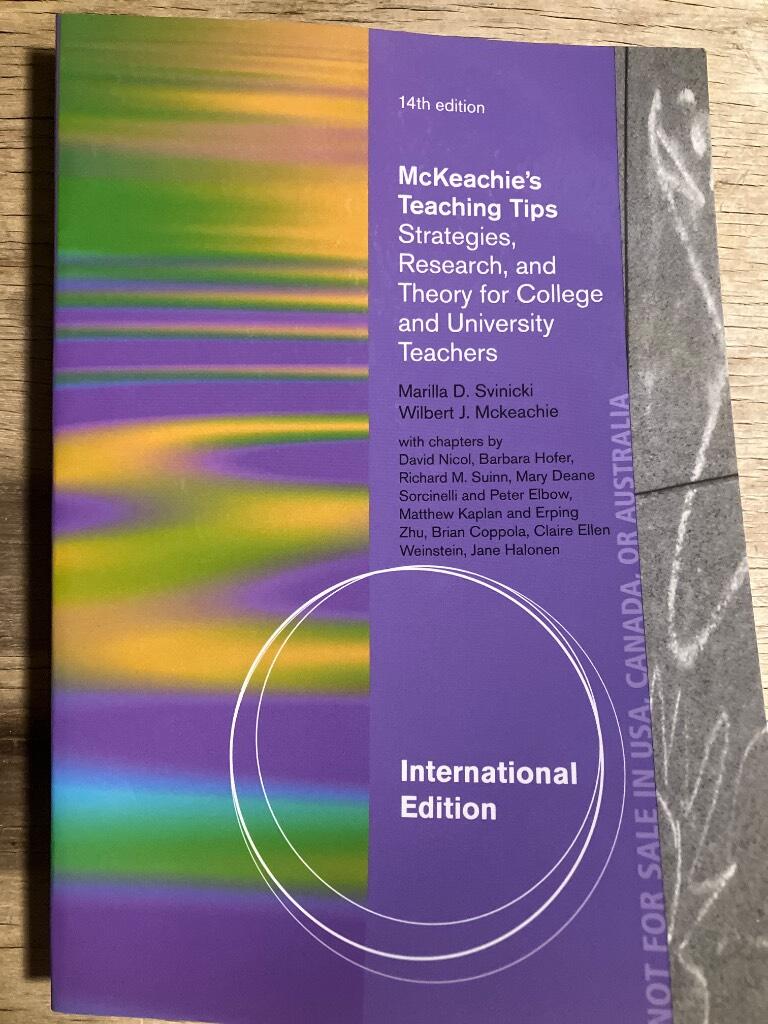 14th edition
McKeachie's
Teaching Tips
Strategies,
Research, and
Theory for College
and University
Teachers
Marilla D. Svinicki
Wilbert J. Mckeachie
with chapters by
David Nicol, Barbara Hofer,
Richard M. Suinn, Mary Deane
Sorcinelli and Peter Elbow,
Matthew Kaplan and Erping
Zhu, Brian Coppola, Claire Ellen
Weinstein, Jane Halonen
International
Edition
NOT FOR SALE IN USA, CANADA, OR AUSTRALIA